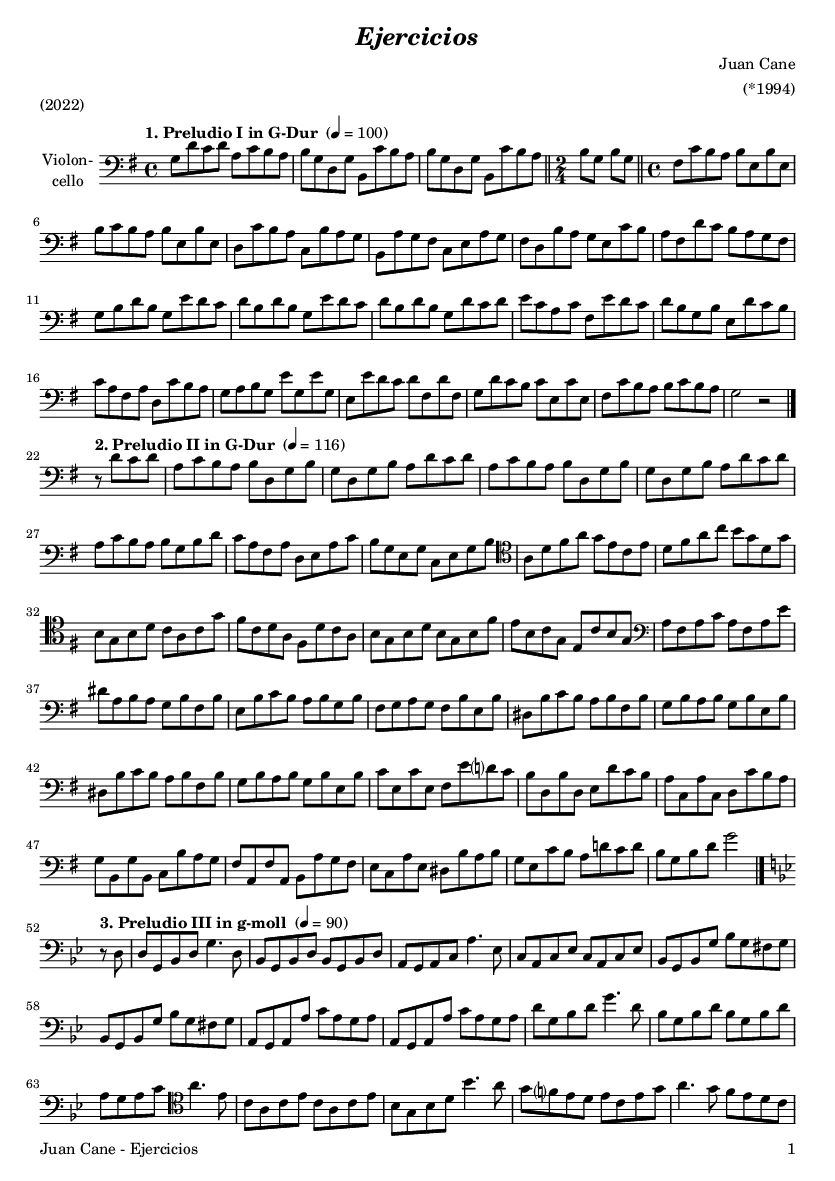 Ejercicios
Juan Cane
(*1994)
(2022)
1. Preludio I in G-Dur (♩ = 100)
Violon-
cello
2
4
6
11
16
2. Preludio II in G-Dur (♩ = 116)
22
27
32
37
42
47
3. Preludio III in g-moll (♩ = 90)
52
58
63
Juan Cane - Ejercicios 1